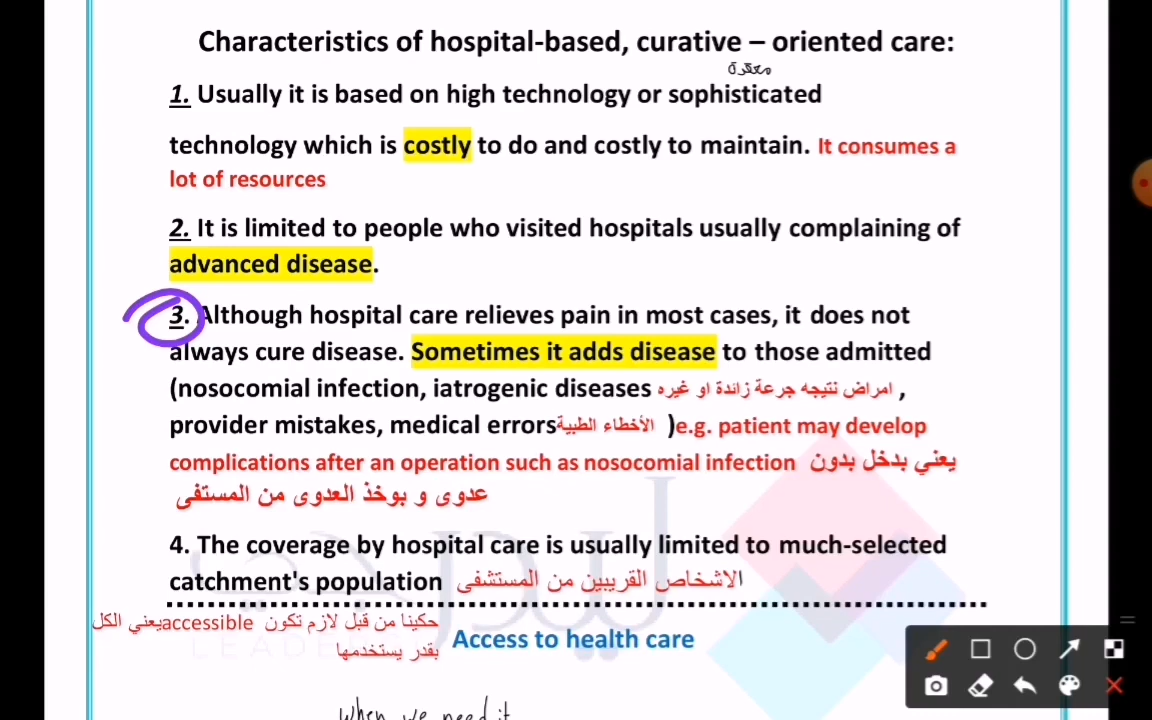 Characteristics of hospital-based, curative – oriented care:
معقدة
1. Usually it is based on high technology or sophisticated
technology which is costly to do and costly to maintain. It consumes a
lot of resources
2. It is limited to people who visited hospitals usually complaining of
advanced disease.
3. Although hospital care relieves pain in most cases, it does not
always cure disease. Sometimes it adds disease to those admitted
(nosocomial infection, iatrogenic diseases امراض نتيجه جرعة زائدة او غيره ,
provider mistakes, medical errors الأخطاء الطبية )e.g. patient may develop
complications after an operation such as nosocomial infection يعني بدخل بدون
عدوى و بوخذ العدوى من المستفى
4. The coverage by hospital care is usually limited to much-selected
catchment's population الاشخاص القريبين من المستشفى
حكينا من قبل لازم تكون accessible يعني الكل
بقدر يستخدمها
Access to health care
ليدر
LEADER
when we need it